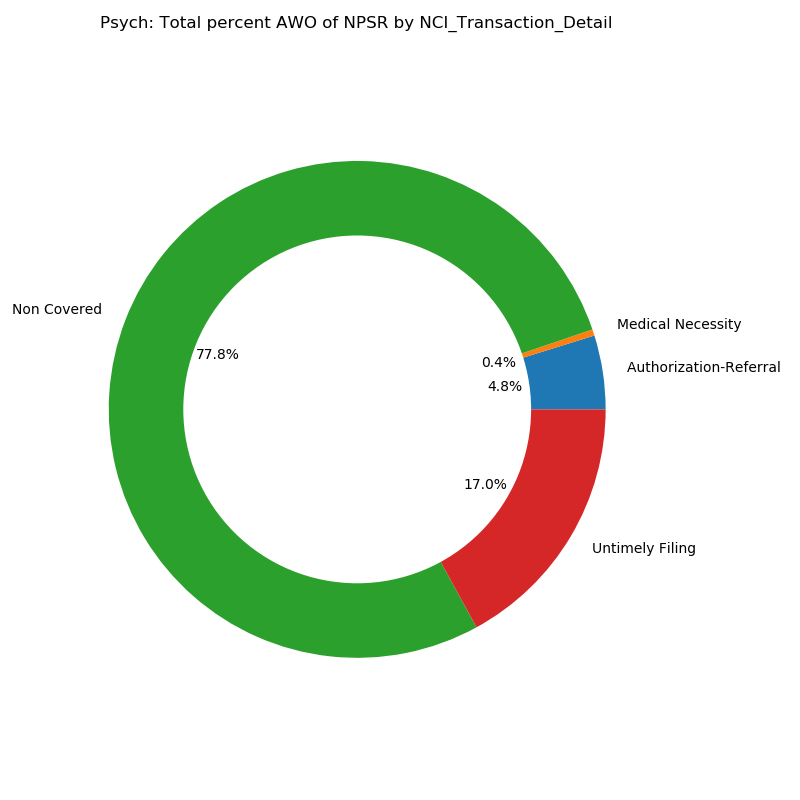 Psych: Total percent AWO of NPSR by NCI_Transaction_Detail
Non Covered
77.8%
Medical Necessity
0.4%
Authorization-Referral
4.8%
17.0%
Untimely Filing